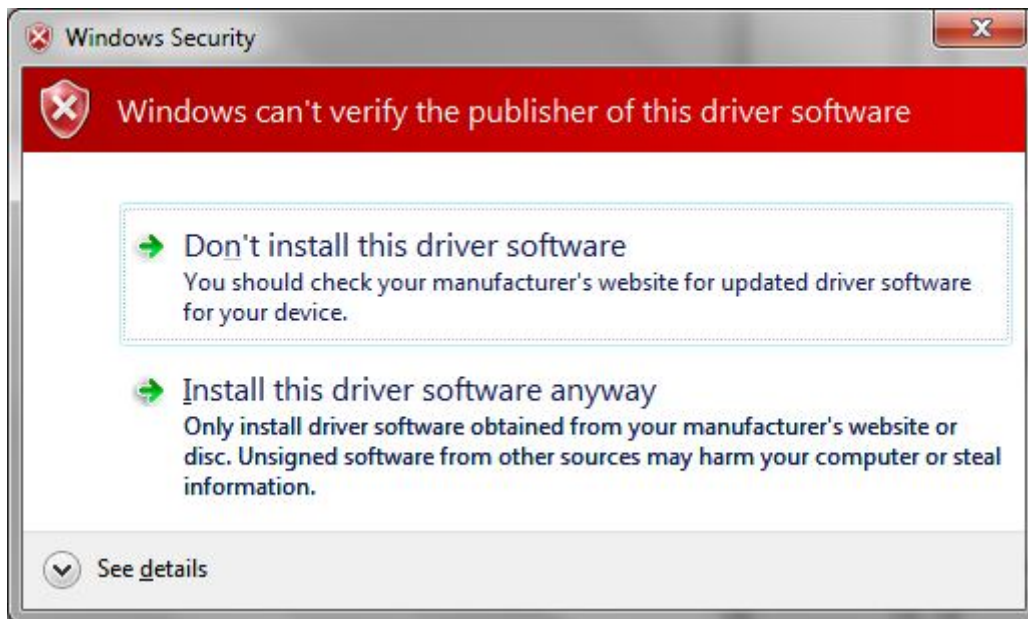 Windows Security
Windows can't verify the publisher of this driver software
Don't install this driver software
You should check your manufacturer's website for updated driver software
for your device.
Install this driver software anyway
Only install driver software obtained from your manufacturer's website or
disc. Unsigned software from other sources may harm your computer or steal
information.
See details